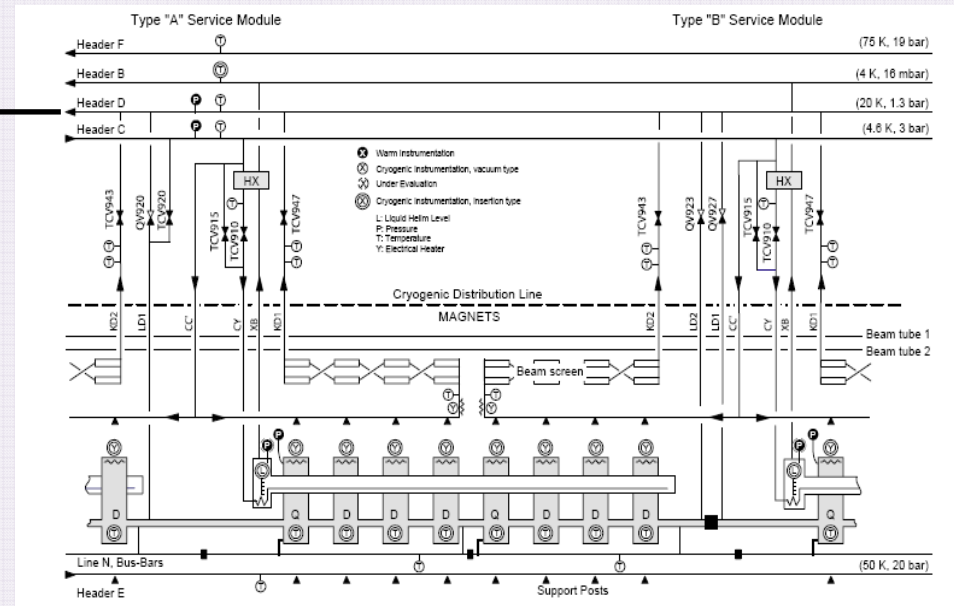 Type "A" Service Module
Type "B" Service Module
Header F
T
(75 K, 19 bar)
Header B
T
(4 K, 16 mbar)
Header D
P T
(20 K, 1.3 bar)
Header C
P T
(4.6 K, 3 bar)
HX
HX
Warm Instrumentation
Cryogenic Instrumentation, vacuum type
Under Evaluation
Cryogenic Instrumentation, Insertion type
L: Liquid Helim Level
P: Pressure
T: Temperature
Y: Electrical Heater
TCV943
QV920
TCV920
TCV915
TCV910
TCV947
TCV943
QV923
QV927
TCV915
TCV910
TCV947
T
T
T
T
T
T
T
T
T
T
Cryogenic Distribution Line
MAGNETS
KD2
LD1
CC'
CY
XB
KD1
KD2
LD2
LD1
CC'
CY
XB
KD1
Beam tube 1
Beam tube 2
Beam screen
T T
Y Y
P P
P P
Y Y Y Y Y Y Y Y Y Y
L L
D Q D D D Q D D D Q
T T T T T T T T T T
Line N, Bus-Bars
T T
(50 K, 20 bar)
Header E
T
Support Posts